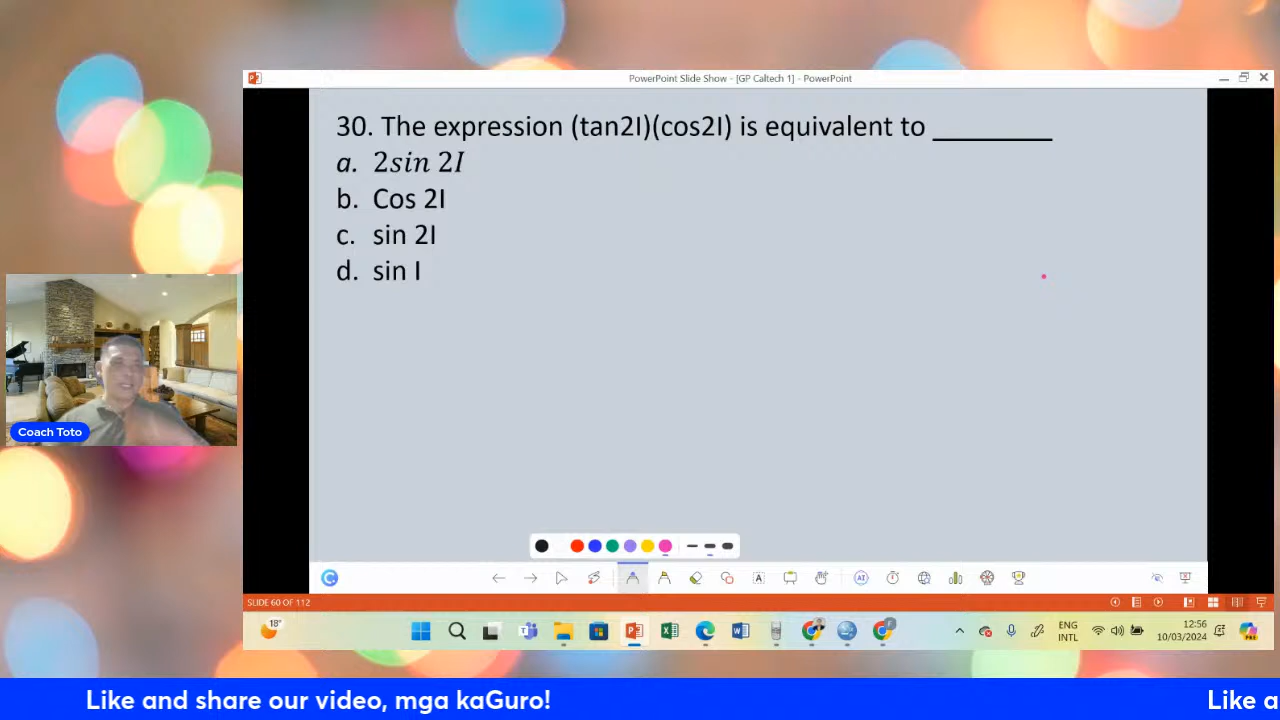 PowerPoint Slide Show - [GP Caltech 1] - PowerPoint
30. The expression (tan2I)(cos2I) is equivalent to ________
a. 2sin 2I
b. Cos 2I
c. sin 2I
d. sin I
Coach Toto
A
AI
SLIDE 60 OF 112
18°
ENG
INTL
12:56
10/03/2024
Like and share our video, mga kaGuro!
Like a